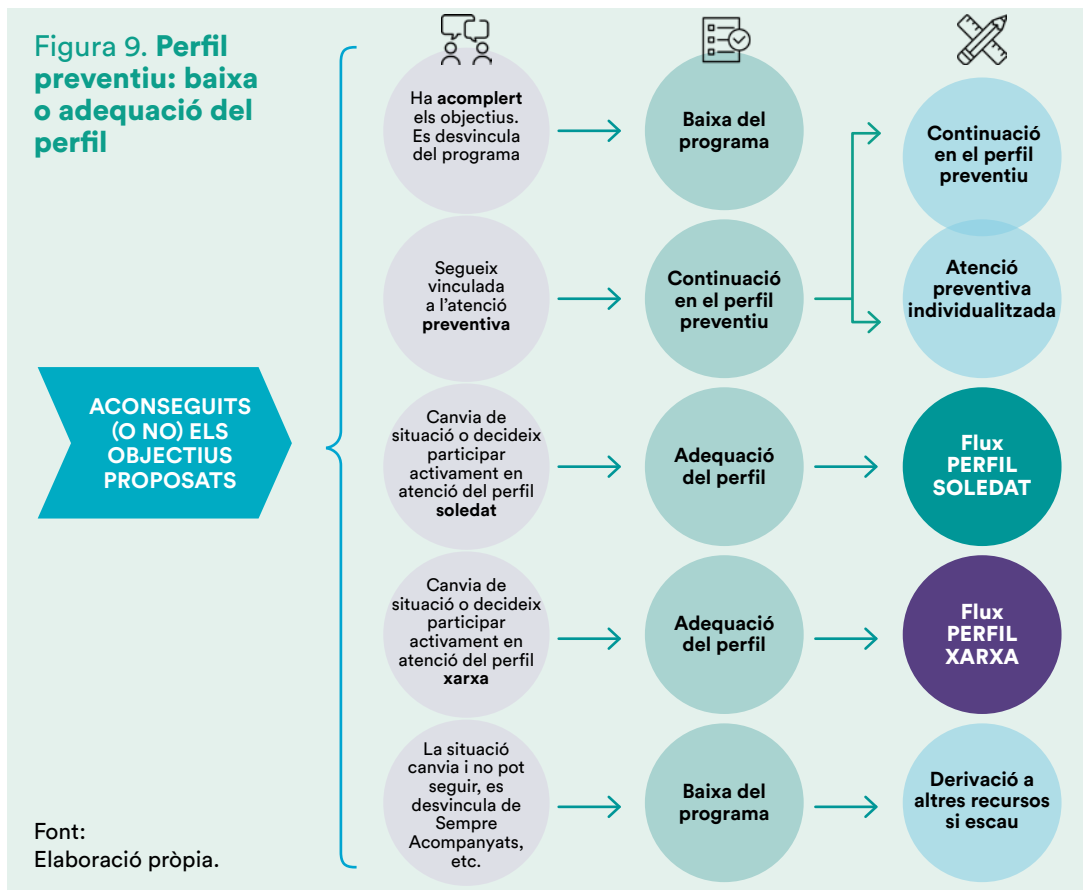 Figura 9. Perfil
preventiu: baixa
o adequació del
perfil
ACONSEGUITS
(O NO) ELS
OBJECTIUS
PROPOSATS
Ha acomplert
els objectius.
Es desvincula
del programa
Baixa del
programa
Segueix
vinculada
a l’atenció
preventiva
Continuació
en el perfil
preventiu
Continuació
en el perfil
preventiu
Atenció
preventiva
individualitzada
Canvia de
situació o decideix
participar
activament en
atenció del perfil
soledat
Adequació
del perfil
Flux
PERFIL
SOLEDAT
Canvia de
situació o decideix
participar
activament en
atenció del perfil
xarxa
Adequació
del perfil
Flux
PERFIL
XARXA
La situació
canvia i no pot
seguir, es
desvincula de
Sempre
Acompanyats,
etc.
Baixa del
programa
Derivació a
altres recursos
si escau
Font:
Elaboració pròpia.